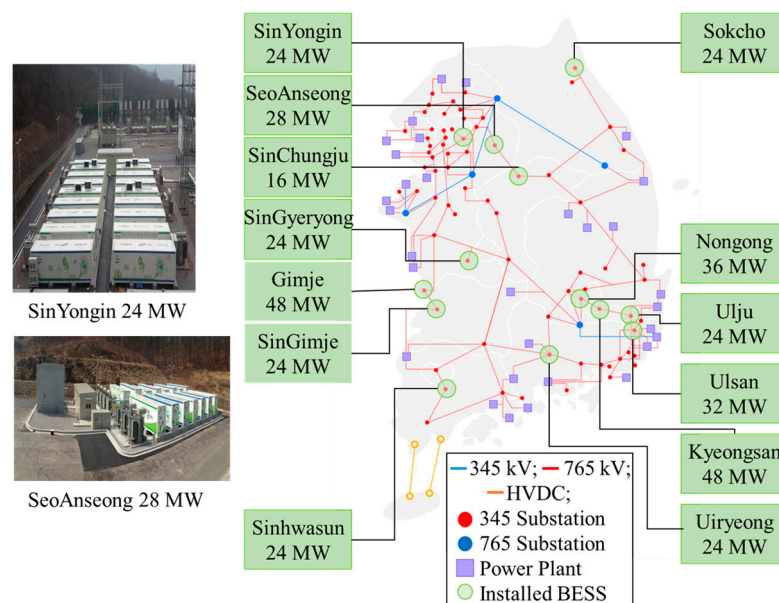 SinYongin
24 MW
SeoAnseong
28 MW
SinChungju
16 MW
SinGyeryong
24 MW
Gimje
48 MW
SinGimje
24 MW
Sinhwasun
24 MW
Sokcho
24 MW
Nongong
36 MW
Ulju
24 MW
Ulsan
32 MW
Kyeongsan
48 MW
Uiryeong
24 MW
SinYongin 24 MW
SeoAnseong 28 MW
345 kV; 765 kV;
HVDC;
345 Substation
765 Substation
Power Plant
Installed BESS